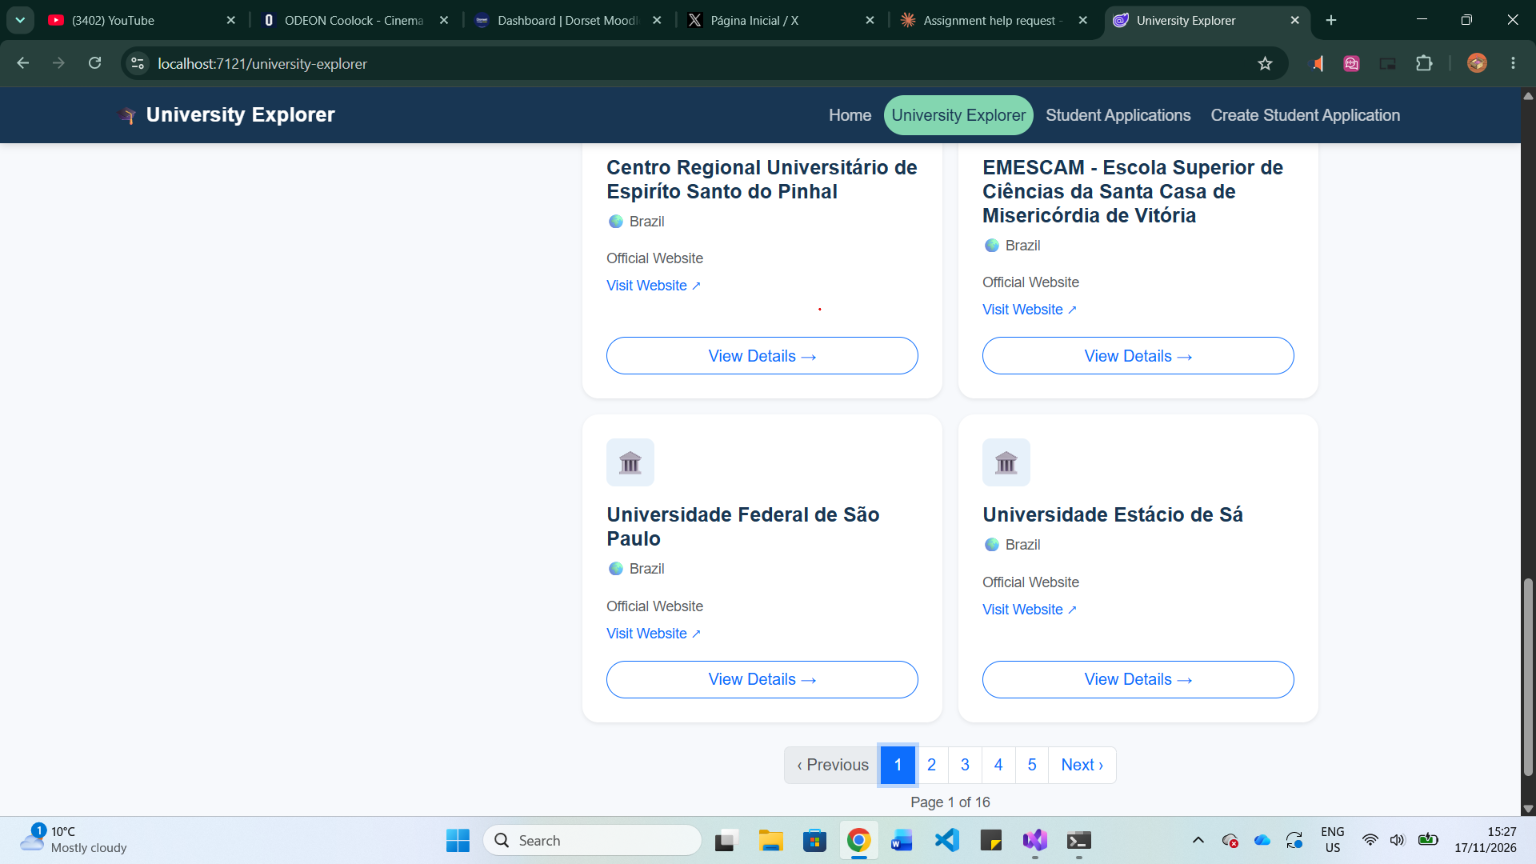 (3402) YouTube
ODEON Coolock - Cinema
Dashboard | Dorset Moodl
Página Inicial / X
Assignment help request -
University Explorer
localhost:7121/university-explorer
University Explorer
Home
University Explorer
Student Applications
Create Student Application
Centro Regional Universitário de
Espiríto Santo do Pinhal
Brazil
Official Website
Visit Website ↗
View Details →
EMESCAM - Escola Superior de
Ciências da Santa Casa de
Misericórdia de Vitória
Brazil
Official Website
Visit Website ↗
View Details →
Universidade Federal de São
Paulo
Brazil
Official Website
Visit Website ↗
View Details →
Universidade Estácio de Sá
Brazil
Official Website
Visit Website ↗
View Details →
‹ Previous 1 2 3 4 5 Next ›
Page 1 of 16
1
10°C
Mostly cloudy
Search
ENG
US
15:27
17/11/2026